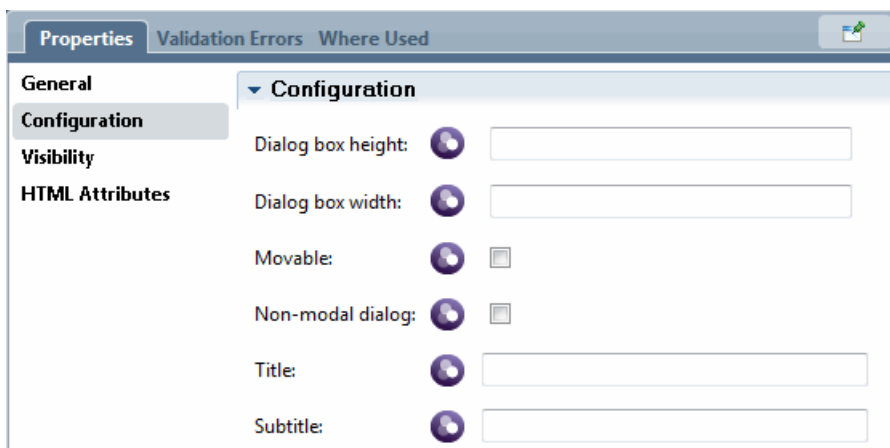 Properties Validation Errors Where Used
General
Configuration
Visibility
HTML Attributes
Configuration
Dialog box height:
Dialog box width:
Movable:
Non-modal dialog:
Title:
Subtitle: